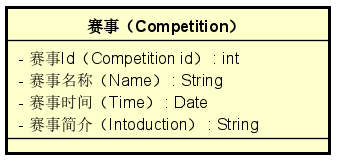 赛事（Competition）
- 赛事Id（Competition id）: int
- 赛事名称（Name）: String
- 赛事时间（Time）: Date
- 赛事简介（Intoduction）: String